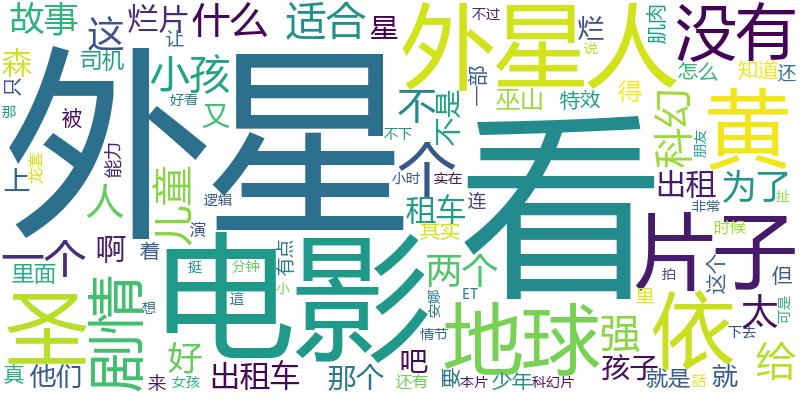 故事
这
烂片
什么
适合
星
外星人
不过
烂
说
肌肉
没有
让
森
司机
小孩
一部
怎么
知道
还
只
外星
好看
又
不
不是
巫山
特效
得
科幻
黄
那
被
龙套
能力
不下
看
朋友
上
人
儿童
逻辑
个
小时
实在
出租
为了
扯
租车
连
非常
一个
啊
着
演
其实
片子
时候
里面
挺
电影
分钟
有点
两个
这个
但
圣
剧情
想
這
小
安娜
ET
地球
强
里
依
拍
太
可是
好
情节
下去
真
他们
来
女孩
出租车
那个
吧
还有
要
本片
少年
科幻片
孩子
就是
話
就
给